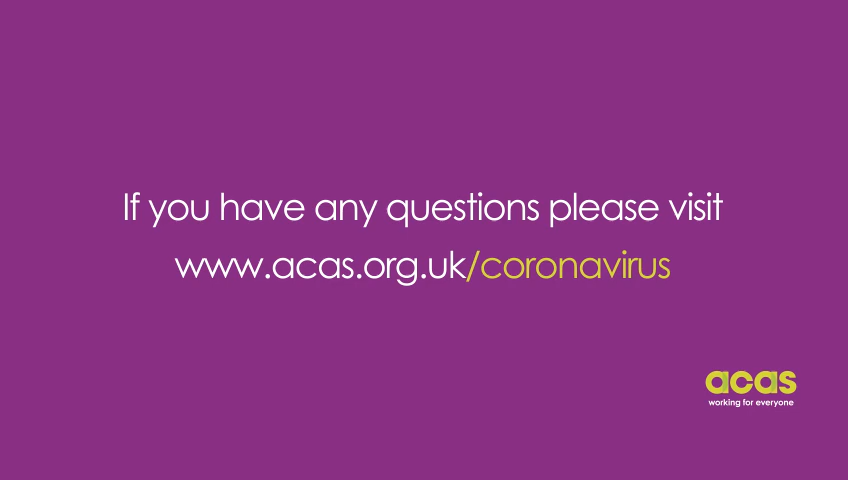 If you have any questions please visit
www.acas.org.uk/coronavirus
acas
working for everyone